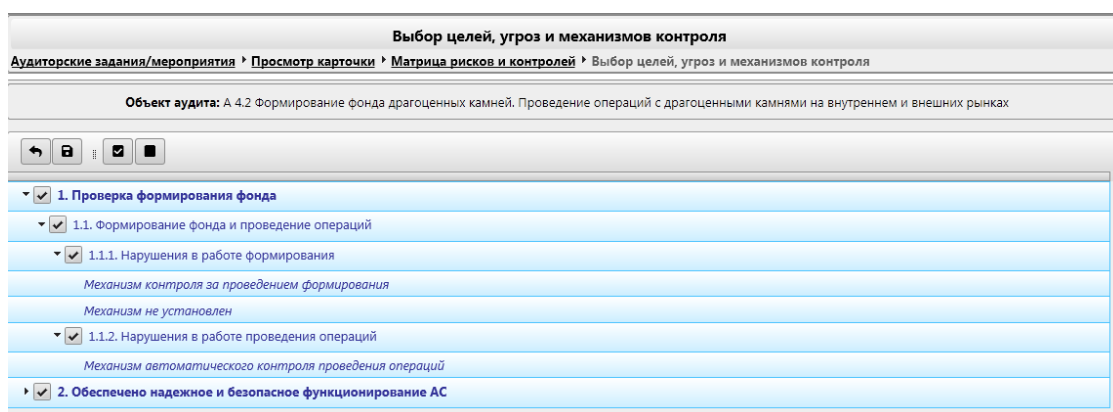 Выбор целей, угроз и механизмов контроля
Аудиторские задания/мероприятия Просмотр карточки Матрица рисков и контролей Выбор целей, угроз и механизмов контроля
Объект аудита: А 4.2 Формирование фонда драгоценных камней. Проведение операций с драгоценными камнями на внутреннем и внешних рынках
1. Проверка формирования фонда
1.1. Формирование фонда и проведение операций
1.1.1. Нарушения в работе формирования
Механизм контроля за проведением формирования
Механизм не установлен
1.1.2. Нарушения в работе проведения операций
Механизм автоматического контроля проведения операций
2. Обеспечено надежное и безопасное функционирование АС